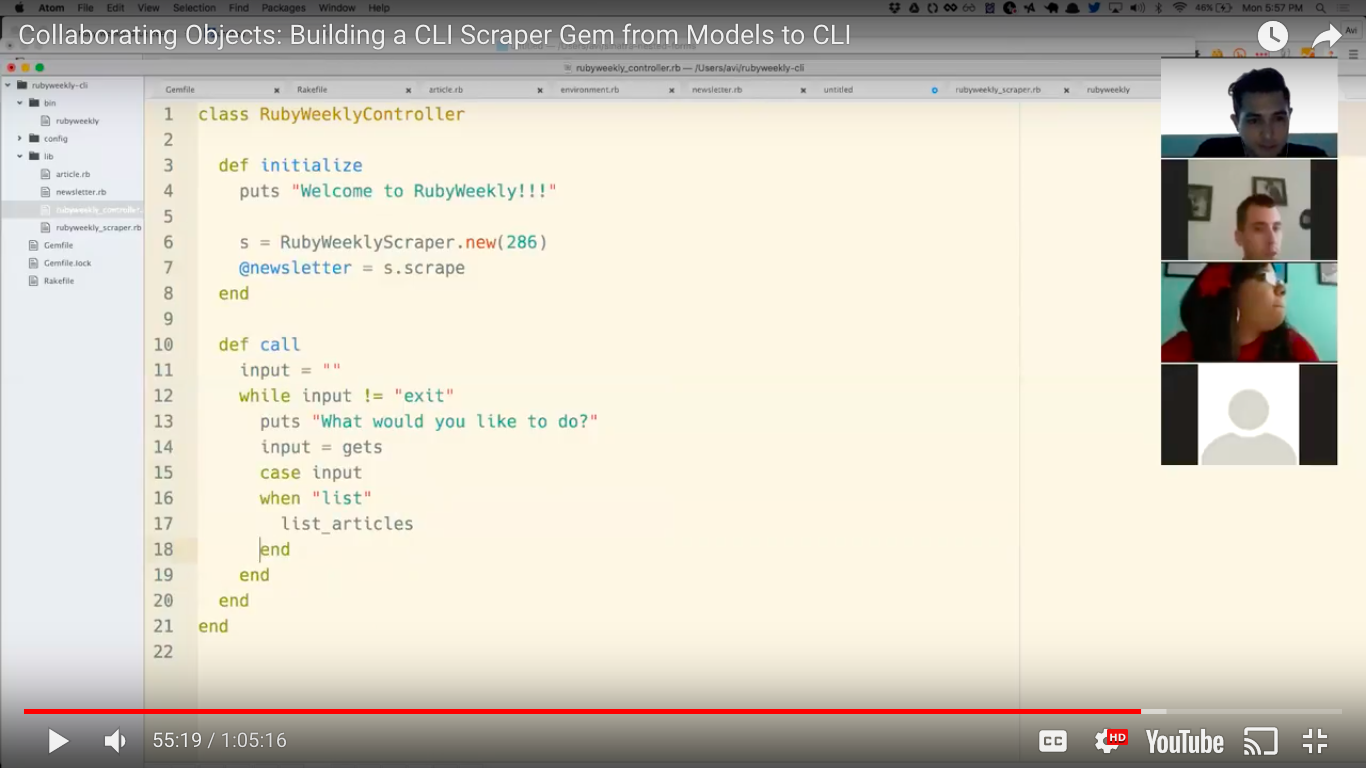 Atom File Edit View Selection Find Packages Window Help 46% Mon 5:57 PM
Collaborating Objects: Building a CLI Scraper Gem from Models to CLI
Avi
rubyweekly_controller.rb — /Users/avi/rubyweekly-cli
rubyweekly-cli
bin
rubyweekly
config
lib
article.rb
newsletter.rb
rubyweekly_controller.
rubyweekly_scraper.rb
Gemfile
Gemfile.lock
Rakefile
Gemfile Rakefile article.rb environment.rb newsletter.rb untitled rubyweekly_scraper.rb rubyweekly
1 class RubyWeeklyController
2
3 def initialize
4 puts "Welcome to RubyWeekly!!!"
5
6 s = RubyWeeklyScraper.new(286)
7 @newsletter = s.scrape
8 end
9
10 def call
11 input = ""
12 while input != "exit"
13 puts "What would you like to do?"
14 input = gets
15 case input
16 when "list"
17 list_articles
18 end
19 end
20 end
21 end
22
55:19 / 1:05:16
CC HD YouTube